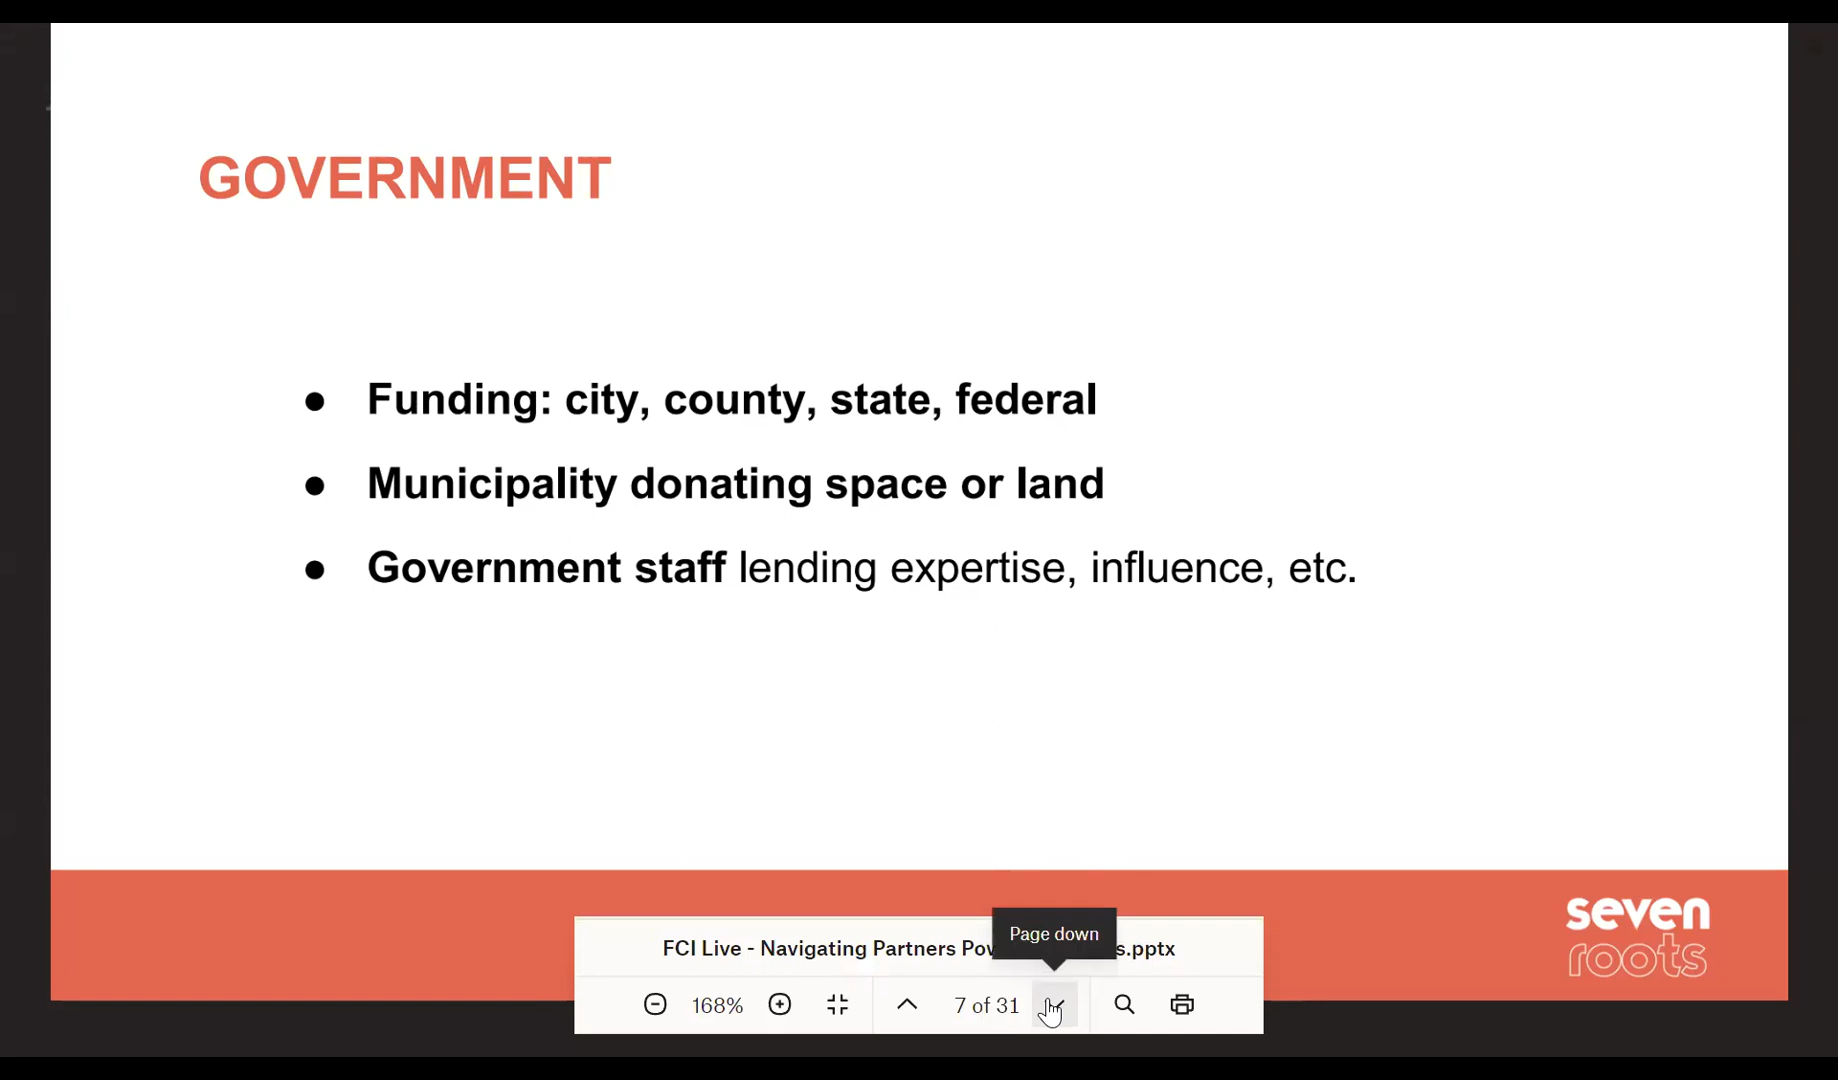 GOVERNMENT
● Funding: city, county, state, federal
● Municipality donating space or land
● Government staff lending expertise, influence, etc.
seven
roots
Page down
FCI Live - Navigating Partners s.pptx
168%
7 of 31